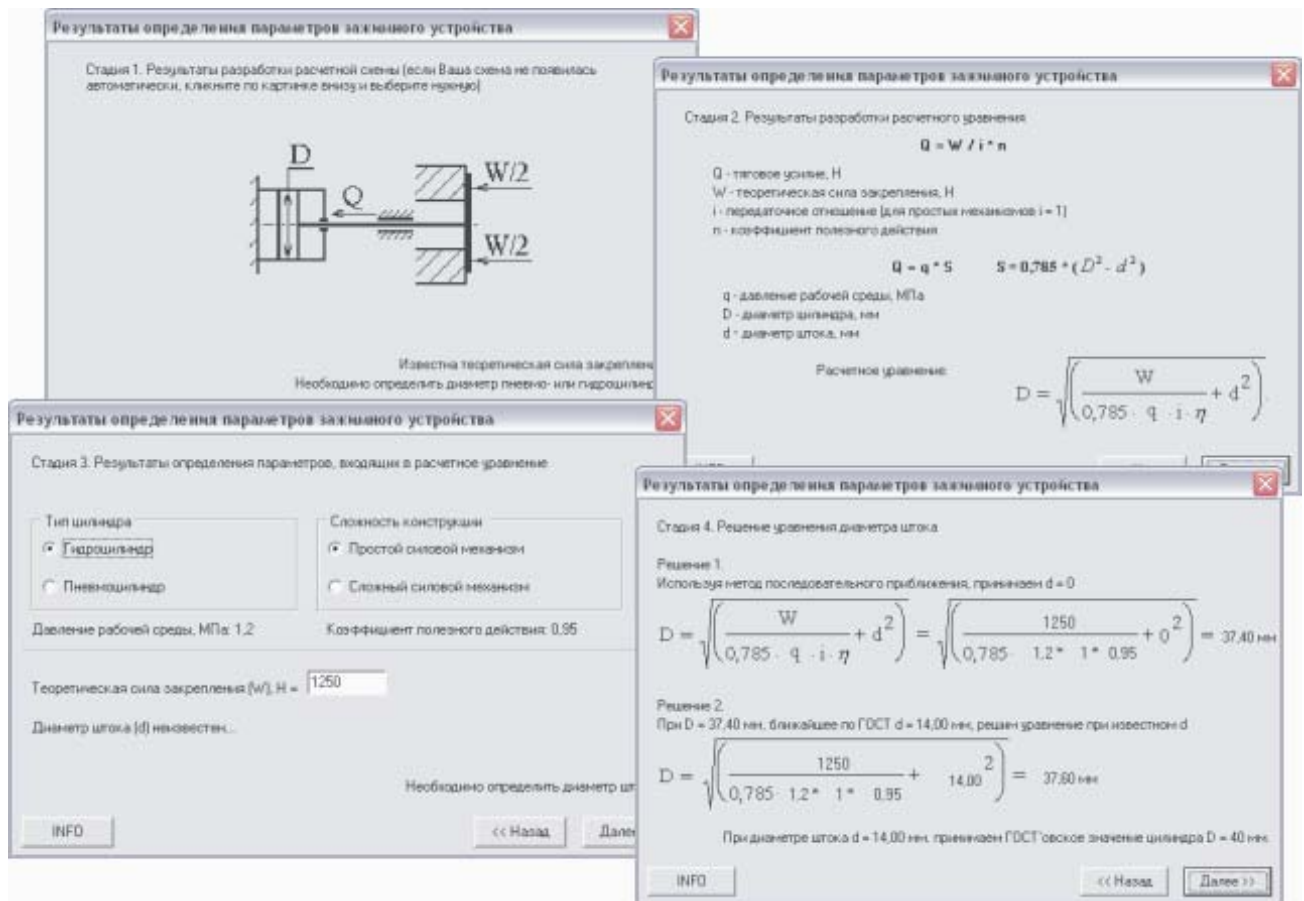 Результаты определения параметров зажимного устройства
Стадия 1. Результаты разработки расчетной схемы (если Ваша схема не появилась
автоматически, кликните по картинке внизу и выберите нужную)
D
Q
W/2
W/2
Известна теоретическая сила закреплени
Необходимо определить диаметр пневмо- или гидроцилинд
Результаты определения параметров зажимного устройства
Стадия 2. Результаты разработки расчетного уравнения
Q = W / i * n
Q - тяговое усилие, Н
W - теоретическая сила закрепления, Н
i - передаточное отношение (для простых механизмов i = 1)
n - коэффициент полезного действия
Q = q * S S = 0,785 * ( D² - d² )
q - давление рабочей среды, МПа
D - диаметр цилиндра, мм
d - диаметр штока, мм
Расчетное уравнение:
D = √(W / (0,785 · q · i · η) + d²)
Результаты определения параметров зажимного устройства
Стадия 3. Результаты определения параметров, входящих в расчетное уравнение
Тип цилиндра
Гидроцилиндр
Пневмоцилиндр
Сложность конструкции
Простой силовой механизм
Сложный силовой механизм
Давление рабочей среды, МПа: 1,2
Коэффициент полезного действия: 0,95
Теоретическая сила закрепления (W), Н = 1250
Диаметр штока (d) неизвестен...
Необходимо определить диаметр шт
INFO
<< Назад
Далее
Результаты определения параметров зажимного устройства
Стадия 4. Решение уравнения диаметра штока
Решение 1.
Используя метод последовательного приближения, принимаем d = 0
D = √(W / (0,785 · q · i · η) + d²) = √(1250 / (0,785 · 1,2 * 1 * 0,95) + 0²) = 37,40 мм
Решение 2.
При D = 37,40 мм, ближайшее по ГОСТ d = 14,00 мм, решим уравнение при известном d
D = √(1250 / (0,785 · 1,2 * 1 * 0,95) + 14,00²) = 37,60 мм
При диаметре штока d = 14,00 мм, принимаем ГОСТ'овское значение цилиндра D = 40 мм.
INFO
<< Назад
Далее >>